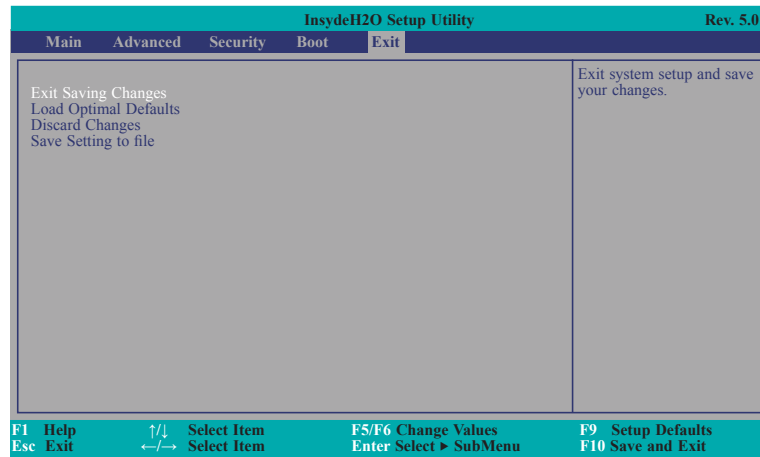 InsydeH2O Setup Utility Rev. 5.0
Main Advanced Security Boot Exit
Exit Saving Changes
Load Optimal Defaults
Discard Changes
Save Setting to file
Exit system setup and save
your changes.
F1 Help ↑/↓ Select Item F5/F6 Change Values F9 Setup Defaults
Esc Exit ←/→ Select Item Enter Select ► SubMenu F10 Save and Exit